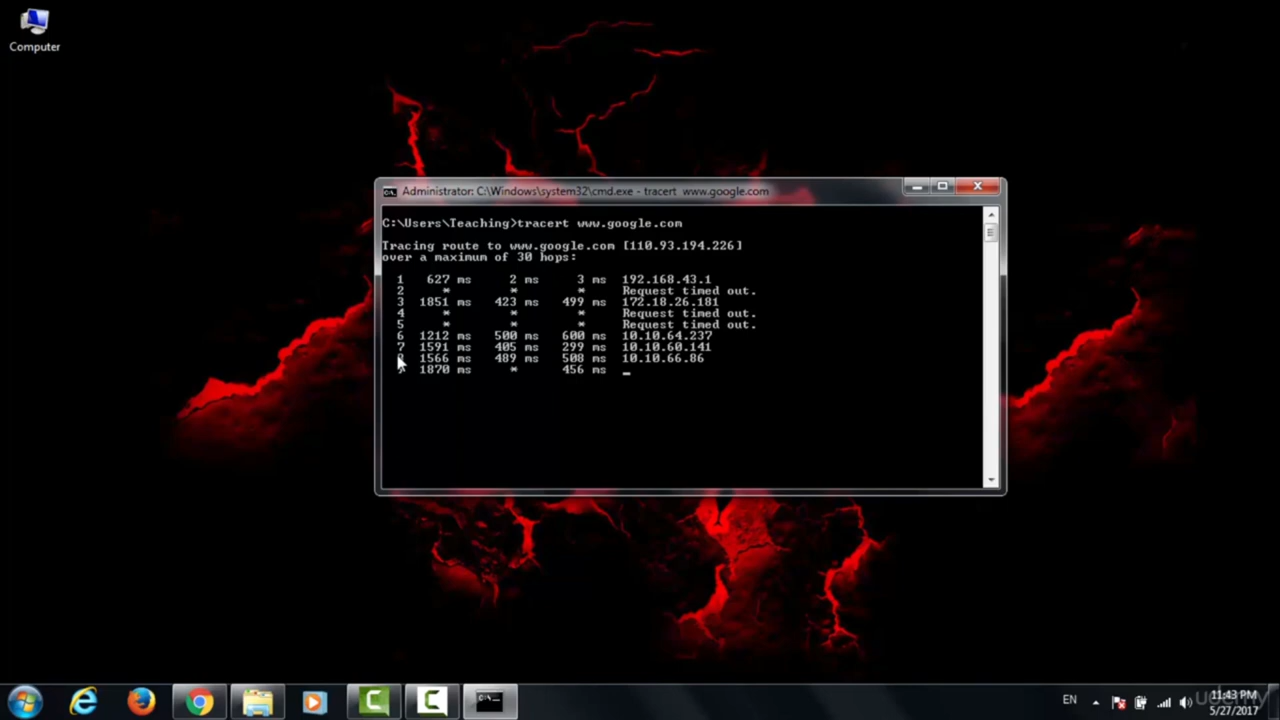 Computer
Administrator: C:\Windows\system32\cmd.exe - tracert  www.google.com
C:\Users\Teaching>tracert www.google.com
Tracing route to www.google.com [110.93.194.226]
over a maximum of 30 hops:
1   627 ms     2 ms     3 ms  192.168.43.1
2     *        *        *     Request timed out.
3  1851 ms   423 ms   499 ms  172.18.26.181
4     *        *        *     Request timed out.
5     *        *        *     Request timed out.
6  1212 ms   500 ms   600 ms  10.10.64.237
7  1591 ms   405 ms   299 ms  10.10.60.141
8  1566 ms   489 ms   508 ms  10.10.66.86
1870 ms     *      456 ms  _
C:\_
EN
11:43 PM
5/27/2017
udemy